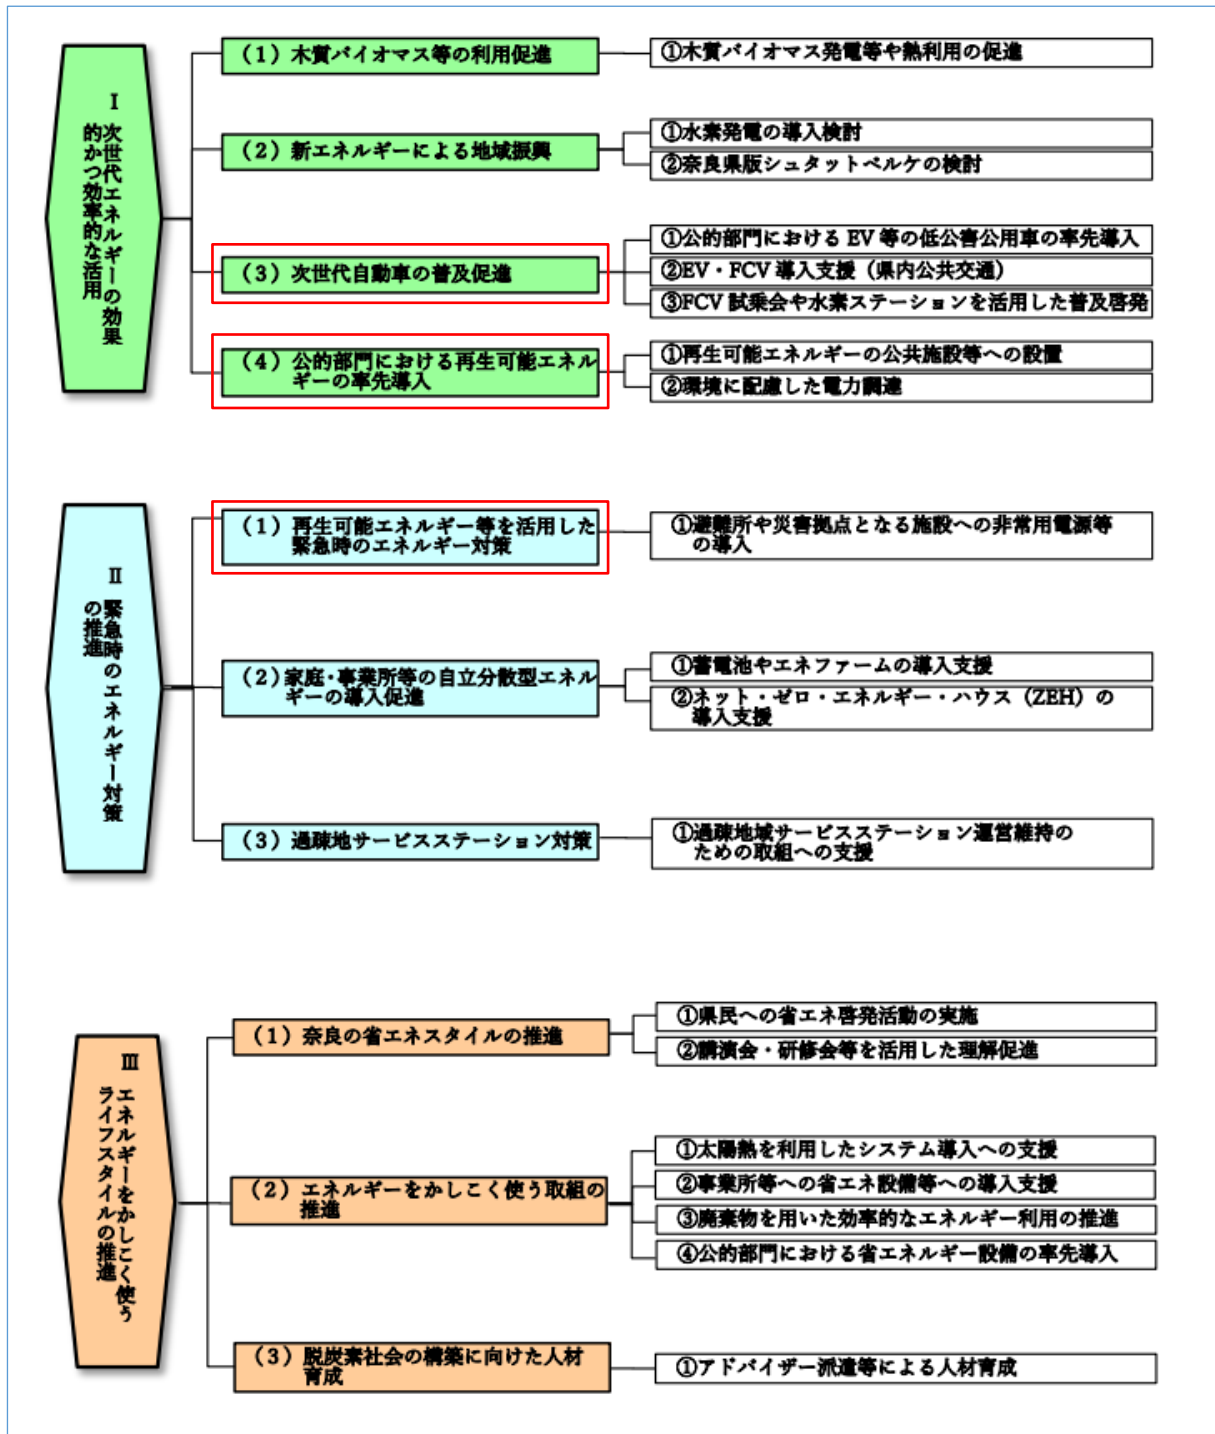 Ⅰ 次世代エネルギーの効果
的かつ効率的な活用
（１）木質バイオマス等の利用促進
①木質バイオマス発電等や熱利用の促進
（２）新エネルギーによる地域振興
①水素発電の導入検討
②奈良県版シュタットベルケの検討
（３）次世代自動車の普及促進
①公的部門における EV 等の低公害公用車の率先導入
②EV・FCV 導入支援（県内公共交通）
③FCV 試乗会や水素ステーションを活用した普及啓発
（４）公的部門における再生可能エネル
ギーの率先導入
①再生可能エネルギーの公共施設等への設置
②環境に配慮した電力調達
Ⅱ 緊急時のエネルギー対策
の推進
（１）再生可能エネルギー等を活用した
緊急時のエネルギー対策
①避難所や災害拠点となる施設への非常用電源等
の導入
（２）家庭・事業所等の自立分散型エネル
ギーの導入促進
①蓄電池やエネファームの導入支援
②ネット・ゼロ・エネルギー・ハウス（ZEH）の
導入支援
（３）過疎地サービスステーション対策
①過疎地域サービスステーション運営維持の
ための取組への支援
Ⅲ エネルギーをかしこく使う
ライフスタイルの推進
（１）奈良の省エネスタイルの推進
①県民への省エネ啓発活動の実施
②講演会・研修会等を活用した理解促進
（２）エネルギーをかしこく使う取組の
推進
①太陽熱を利用したシステム導入への支援
②事業所等への省エネ設備等への導入支援
③廃棄物を用いた効率的なエネルギー利用の推進
④公的部門における省エネルギー設備の率先導入
（３）脱炭素社会の構築に向けた人材
育成
①アドバイザー派遣等による人材育成